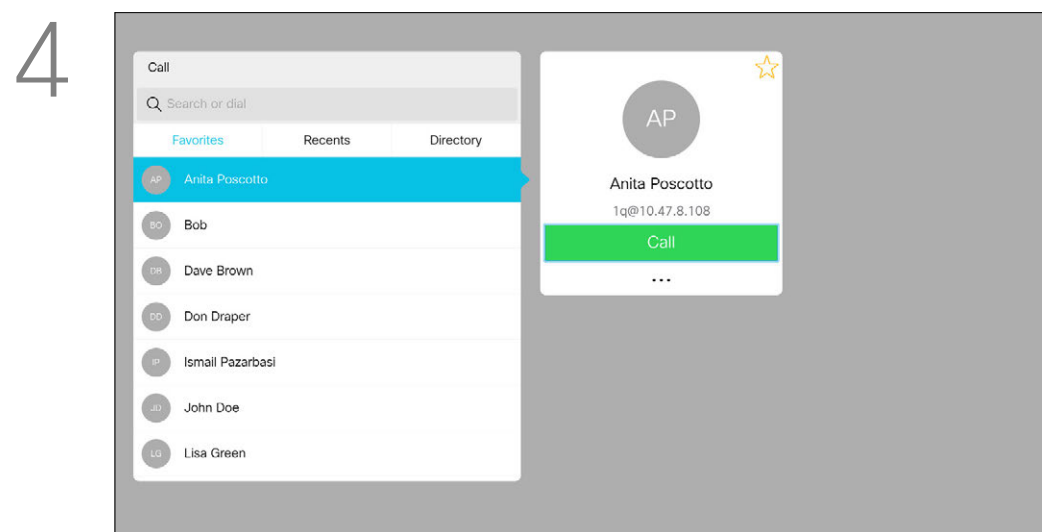 4
Call
Search or dial
Favorites Recents Directory
AP Anita Poscotto
BO Bob
DB Dave Brown
DD Don Draper
IP Ismail Pazarbasi
JD John Doe
LG Lisa Green
AP
Anita Poscotto
1q@10.47.8.108
Call
...